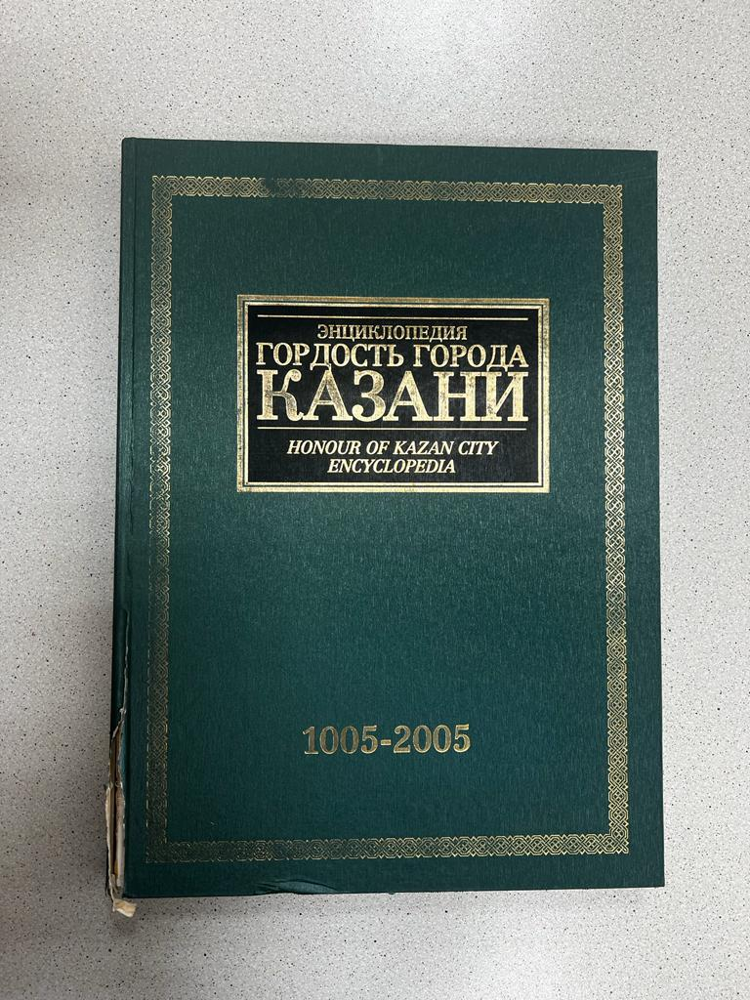 ЭНЦИКЛОПЕДИЯ
ГОРДОСТЬ ГОРОДА
КАЗАНИ
HONOUR OF KAZAN CITY
ENCYCLOPEDIA
1005-2005